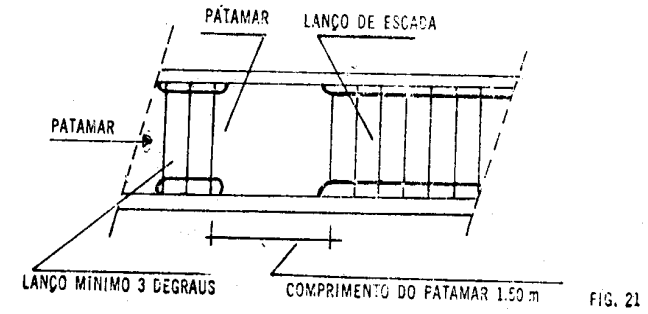 PATAMAR
LANÇO DE ESCADA
PATAMAR
LANÇO MINIMO 3 DEGRAUS
COMPRIMENTO DO PATAMAR 1.50 m
FIG. 21